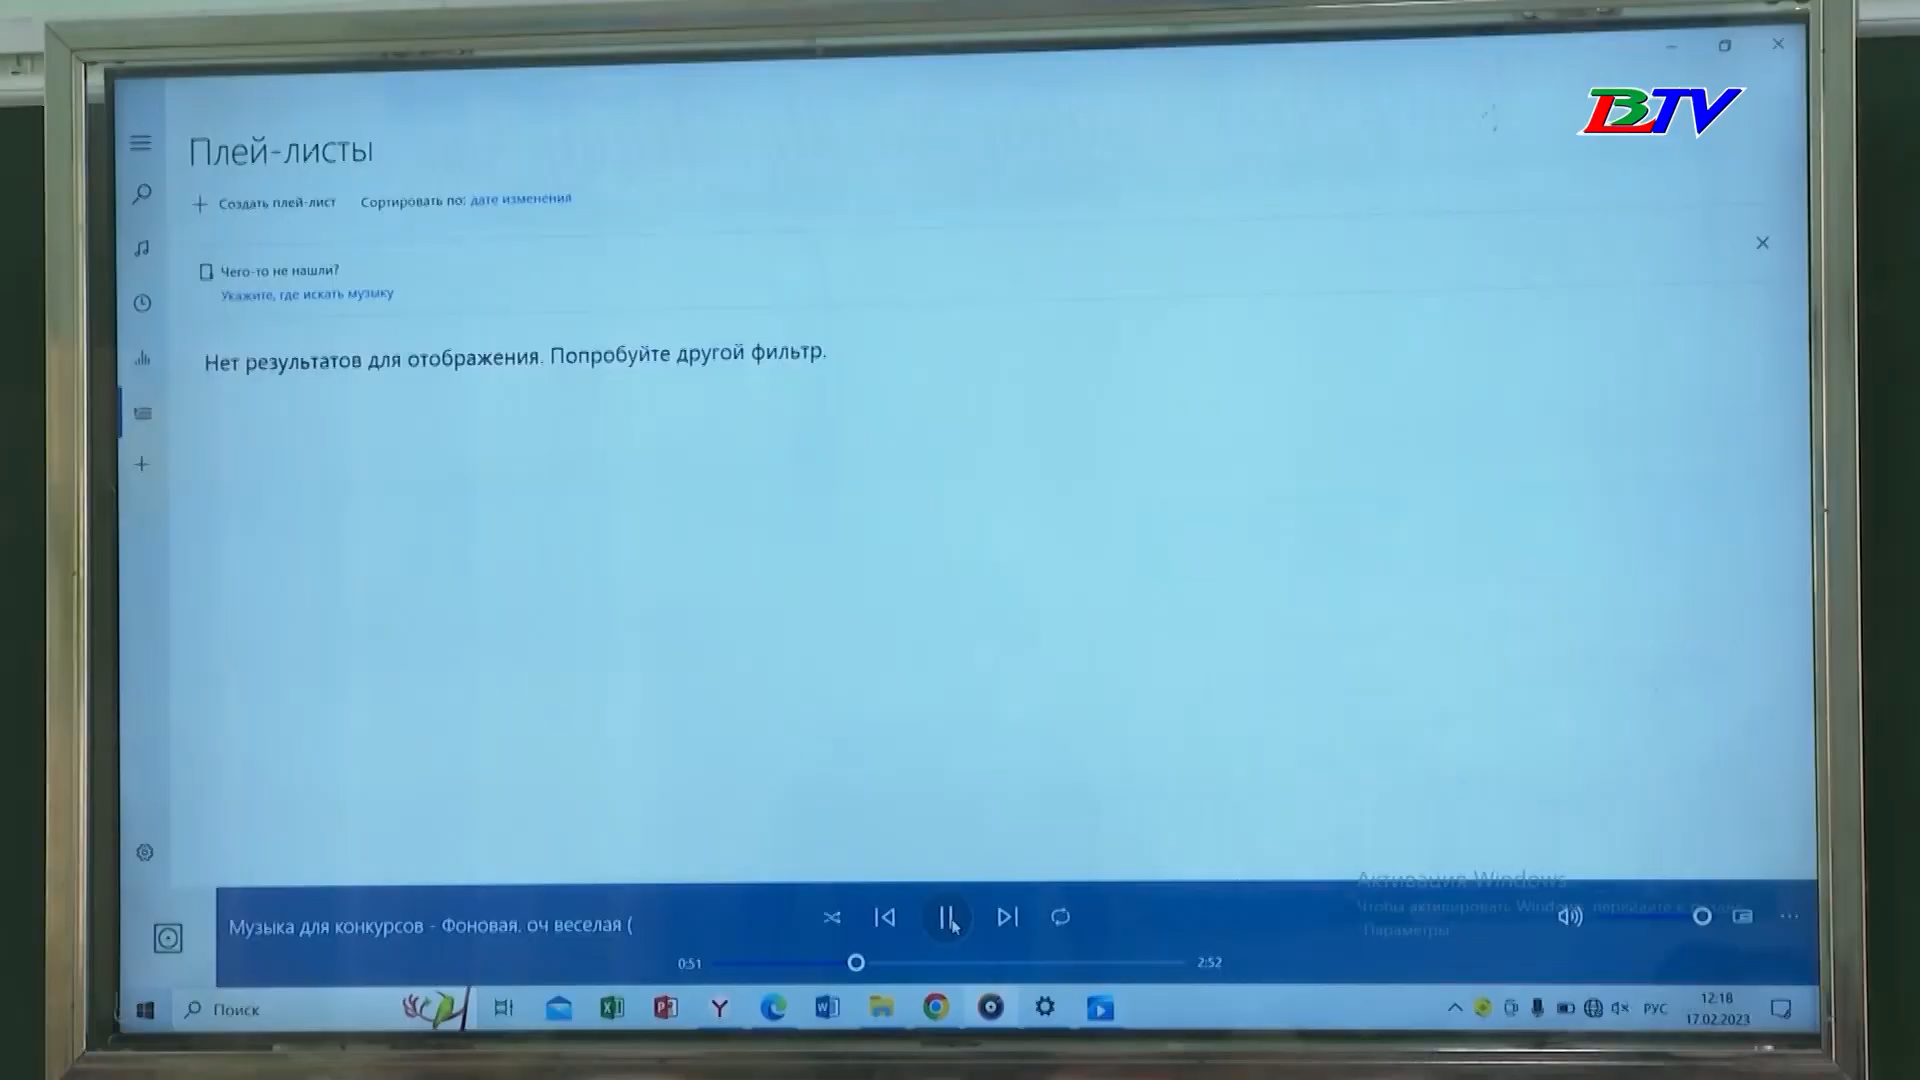 BTV
Плей-листы
Создать плей-лист Сортировать по: дате изменения
Чего-то не нашли?
Укажите, где искать музыку
Нет результатов для отображения. Попробуйте другой фильтр.
Активация Windows
Чтобы активировать Windows, перейдите в раздел
"Параметры
Музыка для конкурсов - Фоновая, оч веселая (
0:51
2:52
Поиск
РУС
12:18
17.02.2023